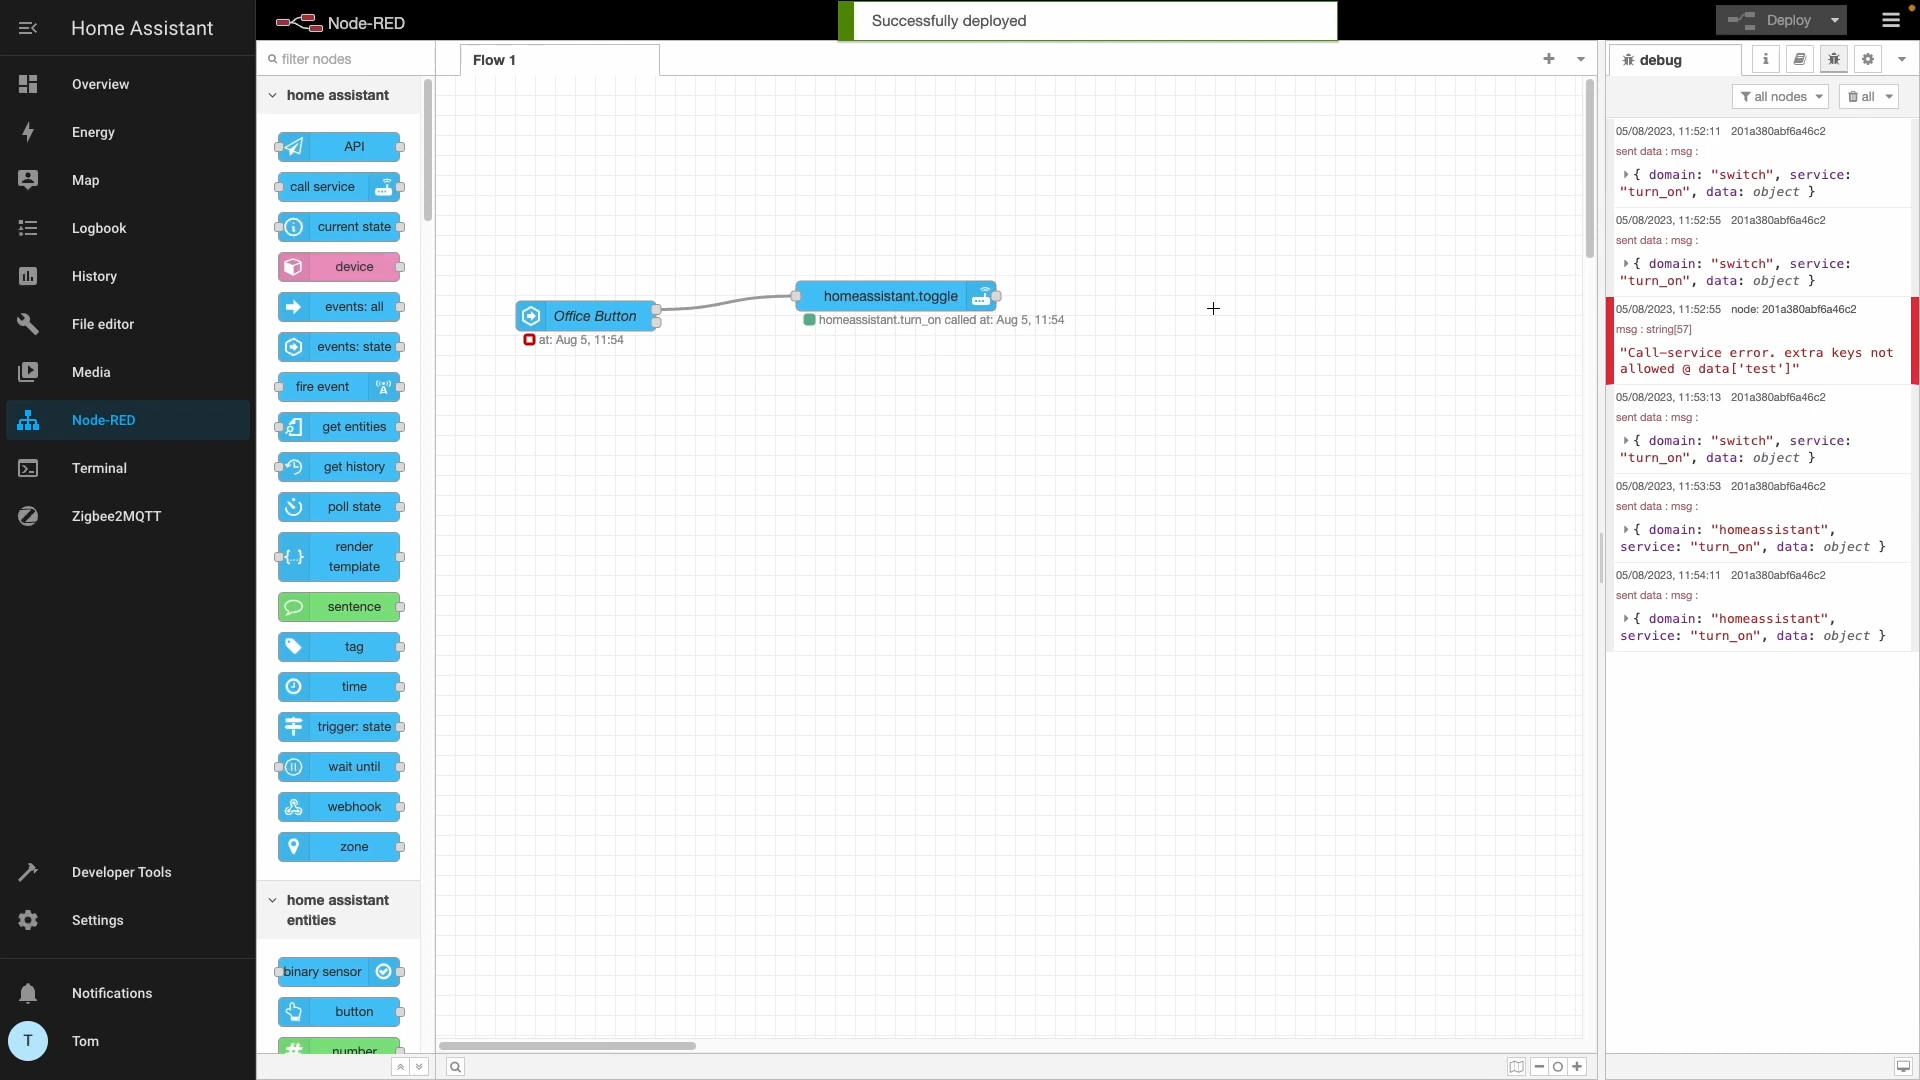 Home Assistant
Overview
Energy
Map
Logbook
History
File editor
Media
Node-RED
Terminal
Zigbee2MQTT
Developer Tools
Settings
Notifications
T
Tom
Node-RED
Successfully deployed
Deploy
filter nodes
home assistant
API
call service
current state
device
events: all
events: state
fire event
get entities
get history
poll state
render
template
sentence
tag
time
trigger: state
wait until
webhook
zone
home assistant
entities
binary sensor
button
number
Flow 1
Office Button
at: Aug 5, 11:54
homeassistant.toggle
homeassistant.turn_on called at: Aug 5, 11:54
debug
all nodes
all
05/08/2023, 11:52:11 201a380abf6a46c2
sent data : msg :
{ domain: "switch", service:
"turn_on", data: object }
05/08/2023, 11:52:55 201a380abf6a46c2
sent data : msg :
{ domain: "switch", service:
"turn_on", data: object }
05/08/2023, 11:52:55 node: 201a380abf6a46c2
msg : string[57]
"Call-service error. extra keys not
allowed @ data['test']"
05/08/2023, 11:53:13 201a380abf6a46c2
sent data : msg :
{ domain: "switch", service:
"turn_on", data: object }
05/08/2023, 11:53:53 201a380abf6a46c2
sent data : msg :
{ domain: "homeassistant",
service: "turn_on", data: object }
05/08/2023, 11:54:11 201a380abf6a46c2
sent data : msg :
{ domain: "homeassistant",
service: "turn_on", data: object }